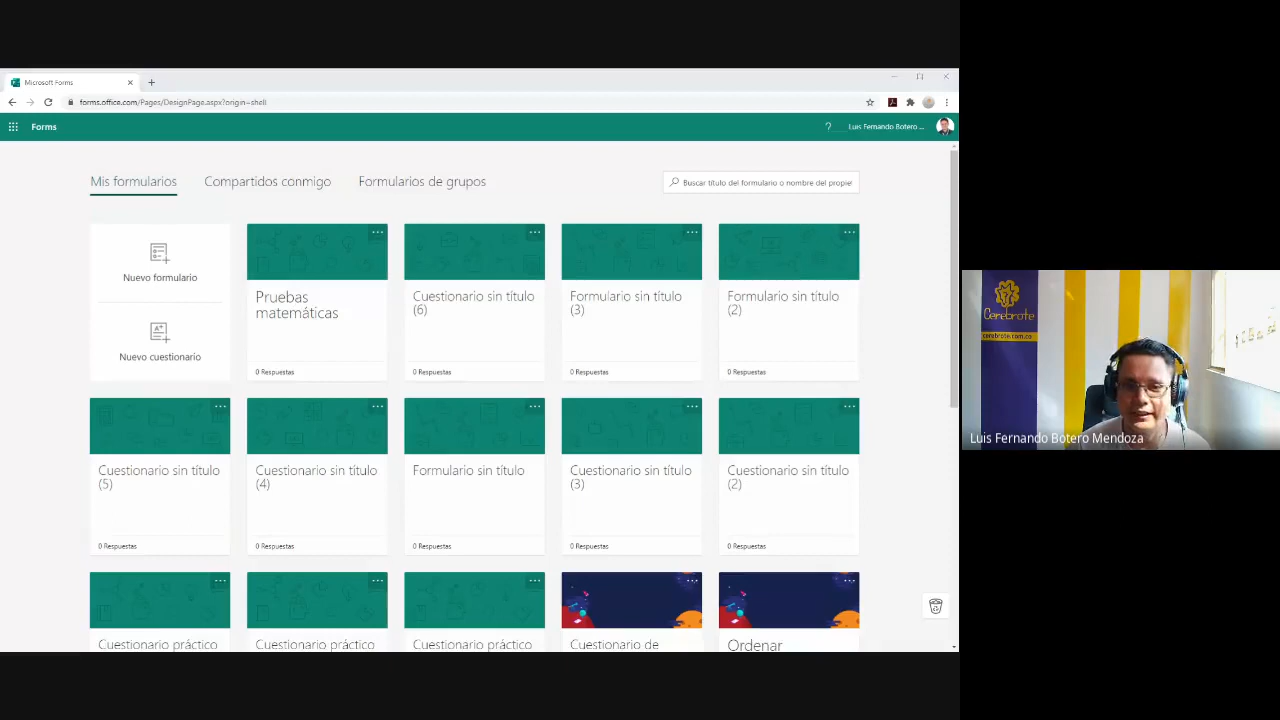 Microsoft Forms
forms.office.com/Pages/DesignPage.aspx?origin=shell
Forms
?
Luis Fernando Botero ...
Mis formularios
Compartidos conmigo
Formularios de grupos
Buscar título del formulario o nombre del propiet
Nuevo formulario
Nuevo cuestionario
Pruebas
matemáticas
0 Respuestas
Cuestionario sin título
(6)
0 Respuestas
Formulario sin título
(3)
0 Respuestas
Formulario sin título
(2)
0 Respuestas
Cuestionario sin título
(5)
0 Respuestas
Cuestionario sin título
(4)
0 Respuestas
Formulario sin título
0 Respuestas
Cuestionario sin título
(3)
0 Respuestas
Cuestionario sin título
(2)
0 Respuestas
Cuestionario práctico
Cuestionario práctico
Cuestionario práctico
Cuestionario de
Ordenar
Cerebrote
cerebrote.com.co
Luis Fernando Botero Mendoza